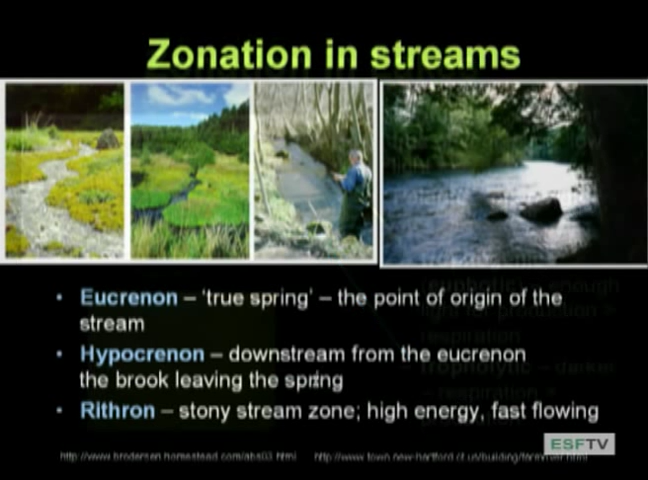 Zonation in streams
• Eucrenon – ‘true spring’ – the point of origin of the
stream
• Hypocrenon – downstream from the eucrenon
the brook leaving the spring
• Rithron – stony stream zone; high energy, fast flowing
ESFTV